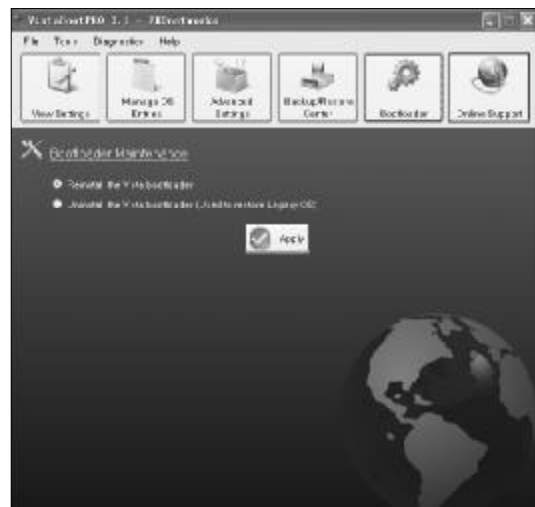 VistaBootPRO 3.1 - PROnetworks
File Tools Diagnostics Help
View Settings
Manage OS Entries
Advanced Settings
Backup/Restore Center
Bootloader
Online Support
Bootloader Maintenance
Reinstall the Vista bootloader
Uninstall the Vista bootloader (Used to restore Legacy OS)
Apply